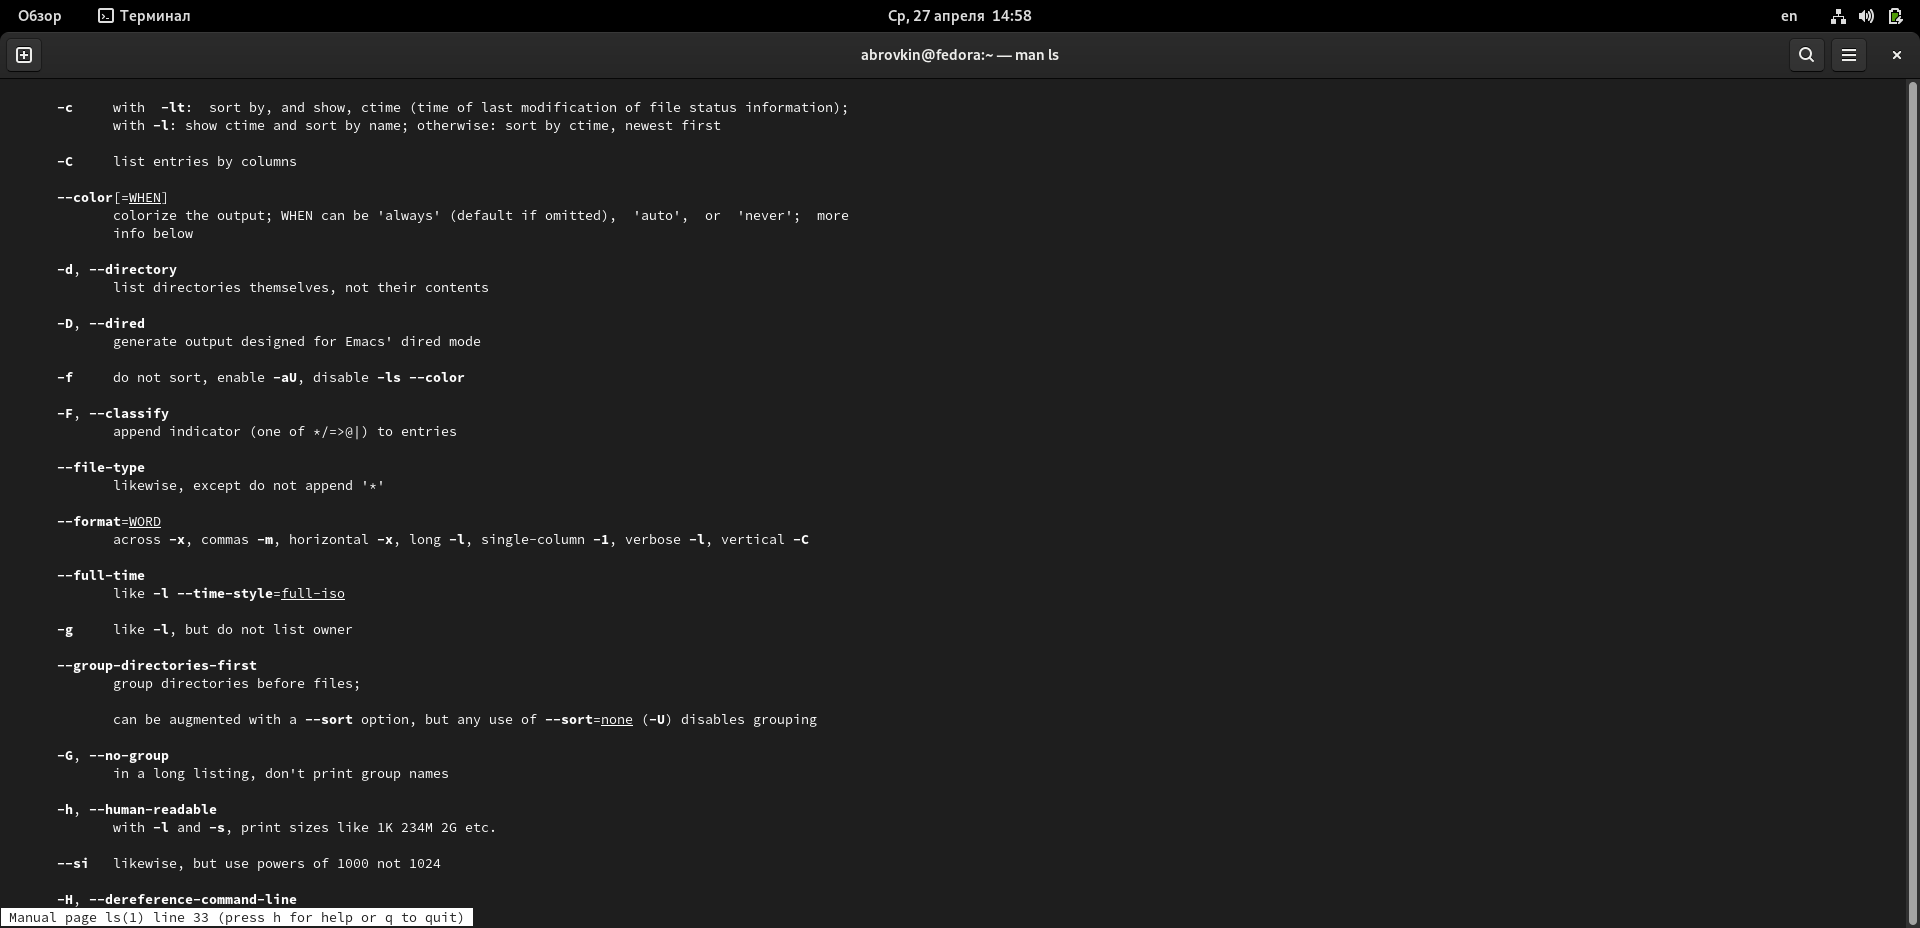 Обзор Терминал Ср, 27 апреля 14:58 en
abrovkin@fedora:~ — man ls
-c with -lt: sort by, and show, ctime (time of last modification of file status information);
with -l: show ctime and sort by name; otherwise: sort by ctime, newest first
-C list entries by columns
--color[=WHEN]
colorize the output; WHEN can be 'always' (default if omitted), 'auto', or 'never'; more
info below
-d, --directory
list directories themselves, not their contents
-D, --dired
generate output designed for Emacs' dired mode
-f do not sort, enable -aU, disable -ls --color
-F, --classify
append indicator (one of */=>@|) to entries
--file-type
likewise, except do not append '*'
--format=WORD
across -x, commas -m, horizontal -x, long -l, single-column -1, verbose -l, vertical -C
--full-time
like -l --time-style=full-iso
-g like -l, but do not list owner
--group-directories-first
group directories before files;
can be augmented with a --sort option, but any use of --sort=none (-U) disables grouping
-G, --no-group
in a long listing, don't print group names
-h, --human-readable
with -l and -s, print sizes like 1K 234M 2G etc.
--si likewise, but use powers of 1000 not 1024
-H, --dereference-command-line
Manual page ls(1) line 33 (press h for help or q to quit)